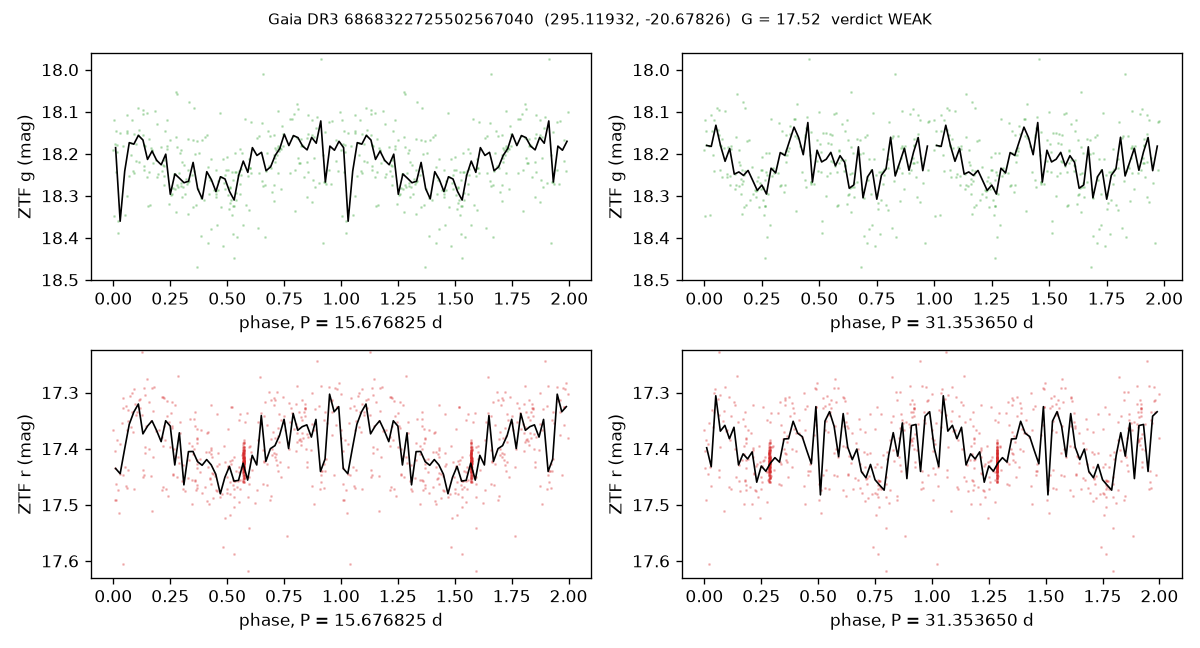 Gaia DR3 6868322725502567040 (295.11932, -20.67826) G = 17.52 verdict WEAK
ZTF g (mag)
18.0
18.1
18.2
18.3
18.4
18.5
0.00 0.25 0.50 0.75 1.00 1.25 1.50 1.75 2.00
phase, P = 15.676825 d
ZTF g (mag)
18.0
18.1
18.2
18.3
18.4
18.5
0.00 0.25 0.50 0.75 1.00 1.25 1.50 1.75 2.00
phase, P = 31.353650 d
ZTF r (mag)
17.3
17.4
17.5
17.6
0.00 0.25 0.50 0.75 1.00 1.25 1.50 1.75 2.00
phase, P = 15.676825 d
ZTF r (mag)
17.3
17.4
17.5
17.6
0.00 0.25 0.50 0.75 1.00 1.25 1.50 1.75 2.00
phase, P = 31.353650 d